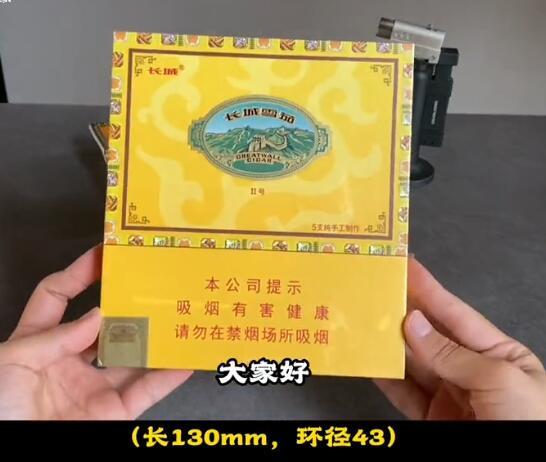 长城®
长城雪茄
GREATWALL
CIGAR
II号
5支纯手工制作
本公司提示
吸烟有害健康
请勿在禁烟场所吸烟
大家好
（长130mm，环径43）